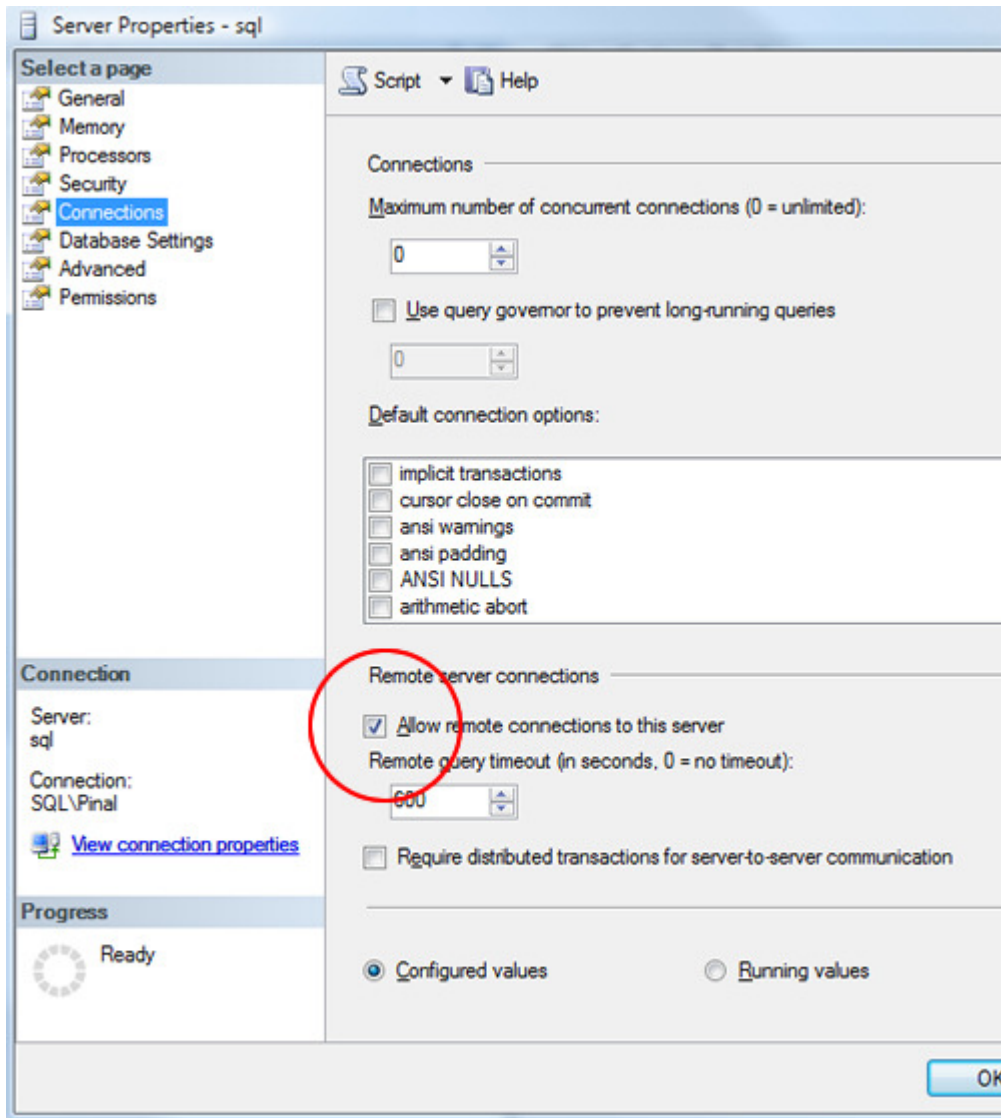 Server Properties - sql
Select a page
General
Memory
Processors
Security
Connections
Database Settings
Advanced
Permissions
Script
Help
Connections
Maximum number of concurrent connections (0 = unlimited):
0
Use query governor to prevent long-running queries
0
Default connection options:
implicit transactions
cursor close on commit
ansi warnings
ansi padding
ANSI NULLS
arithmetic abort
Remote server connections
Allow remote connections to this server
Remote query timeout (in seconds, 0 = no timeout):
600
Require distributed transactions for server-to-server communication
Configured values
Running values
Connection
Server:
sql
Connection:
SQL\Pinal
View connection properties
Progress
Ready
OK